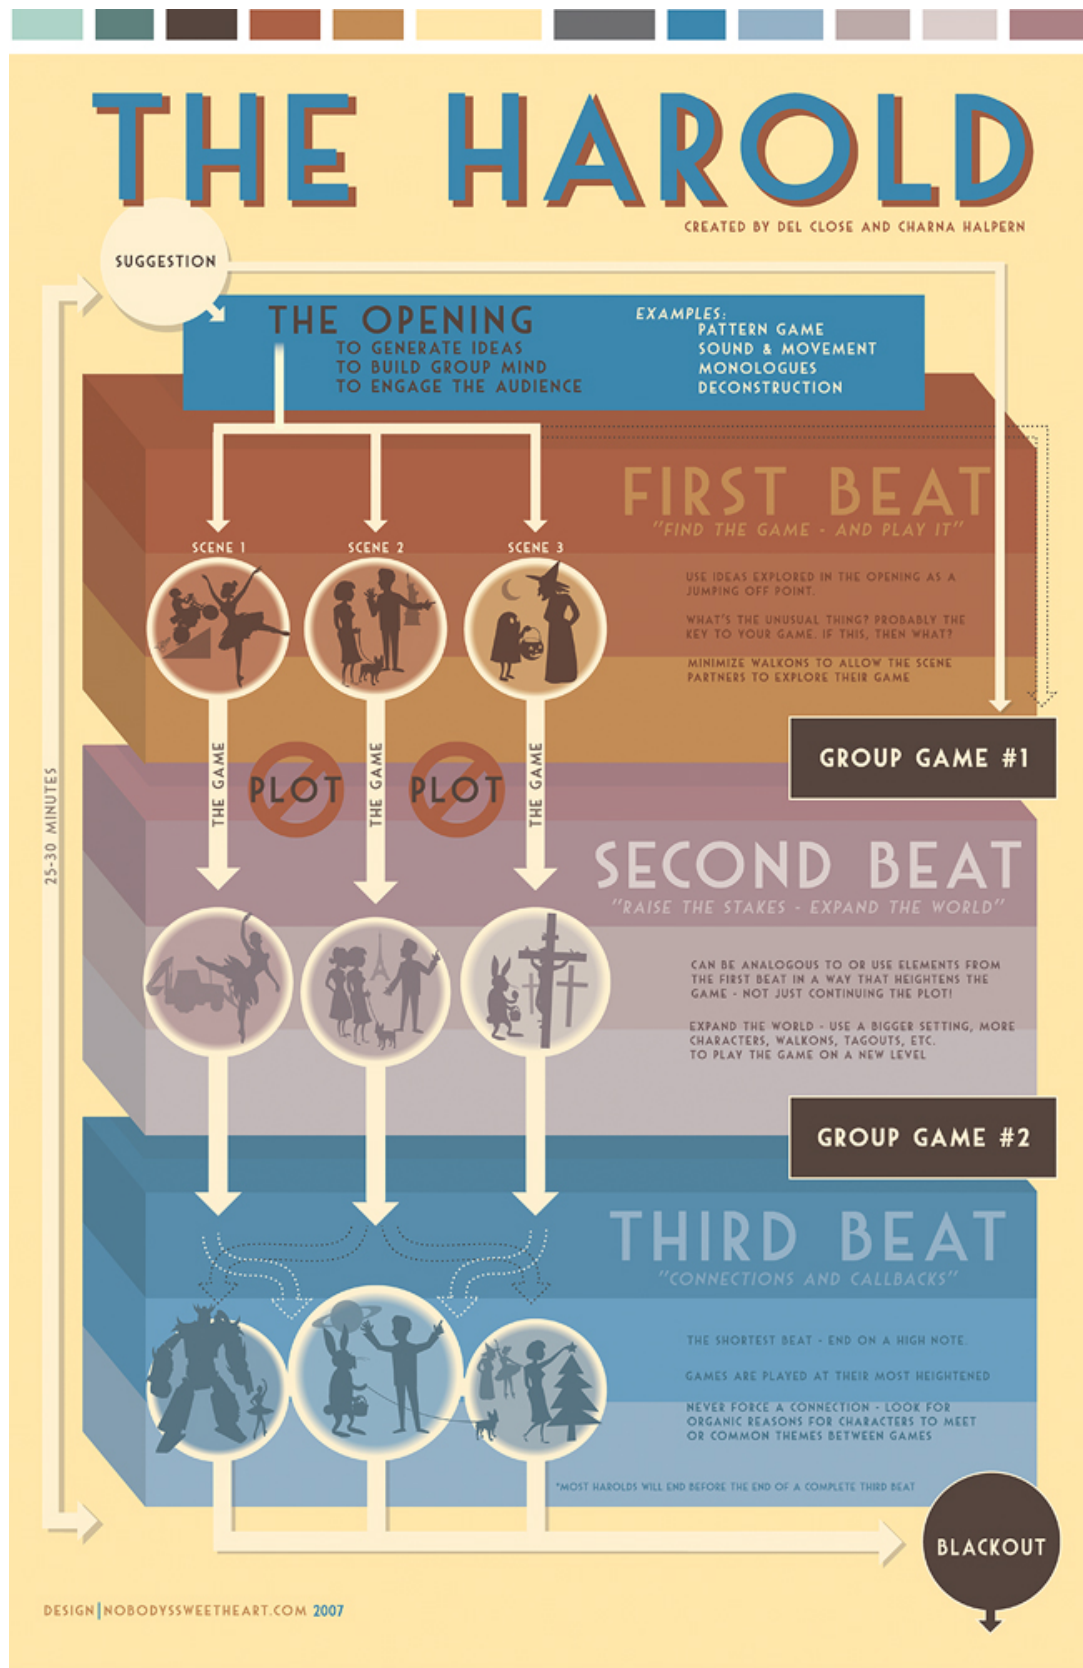 THE HAROLD
CREATED BY DEL CLOSE AND CHARNA HALPERN
SUGGESTION
THE OPENING
TO GENERATE IDEAS
TO BUILD GROUP MIND
TO ENGAGE THE AUDIENCE
EXAMPLES:
PATTERN GAME
SOUND & MOVEMENT
MONOLOGUES
DECONSTRUCTION
FIRST BEAT
"FIND THE GAME - AND PLAY IT"
SCENE 1
SCENE 2
SCENE 3
USE IDEAS EXPLORED IN THE OPENING AS A
JUMPING OFF POINT.
WHAT'S THE UNUSUAL THING? PROBABLY THE
KEY TO YOUR GAME. IF THIS, THEN WHAT?
MINIMIZE WALKONS TO ALLOW THE SCENE
PARTNERS TO EXPLORE THEIR GAME
GROUP GAME #1
THE GAME
PLOT
THE GAME
PLOT
THE GAME
25-30 MINUTES
SECOND BEAT
"RAISE THE STAKES - EXPAND THE WORLD"
CAN BE ANALOGOUS TO OR USE ELEMENTS FROM
THE FIRST BEAT IN A WAY THAT HEIGHTENS THE
GAME - NOT JUST CONTINUING THE PLOT!
EXPAND THE WORLD - USE A BIGGER SETTING, MORE
CHARACTERS, WALKONS, TAGOUTS, ETC.
TO PLAY THE GAME ON A NEW LEVEL
GROUP GAME #2
THIRD BEAT
"CONNECTIONS AND CALLBACKS"
THE SHORTEST BEAT - END ON A HIGH NOTE
GAMES ARE PLAYED AT THEIR MOST HEIGHTENED
NEVER FORCE A CONNECTION - LOOK FOR
ORGANIC REASONS FOR CHARACTERS TO MEET
OR COMMON THEMES BETWEEN GAMES
*MOST HAROLDS WILL END BEFORE THE END OF A COMPLETE THIRD BEAT
BLACKOUT
DESIGN|NOBODYSSWEETHEART.COM 2007